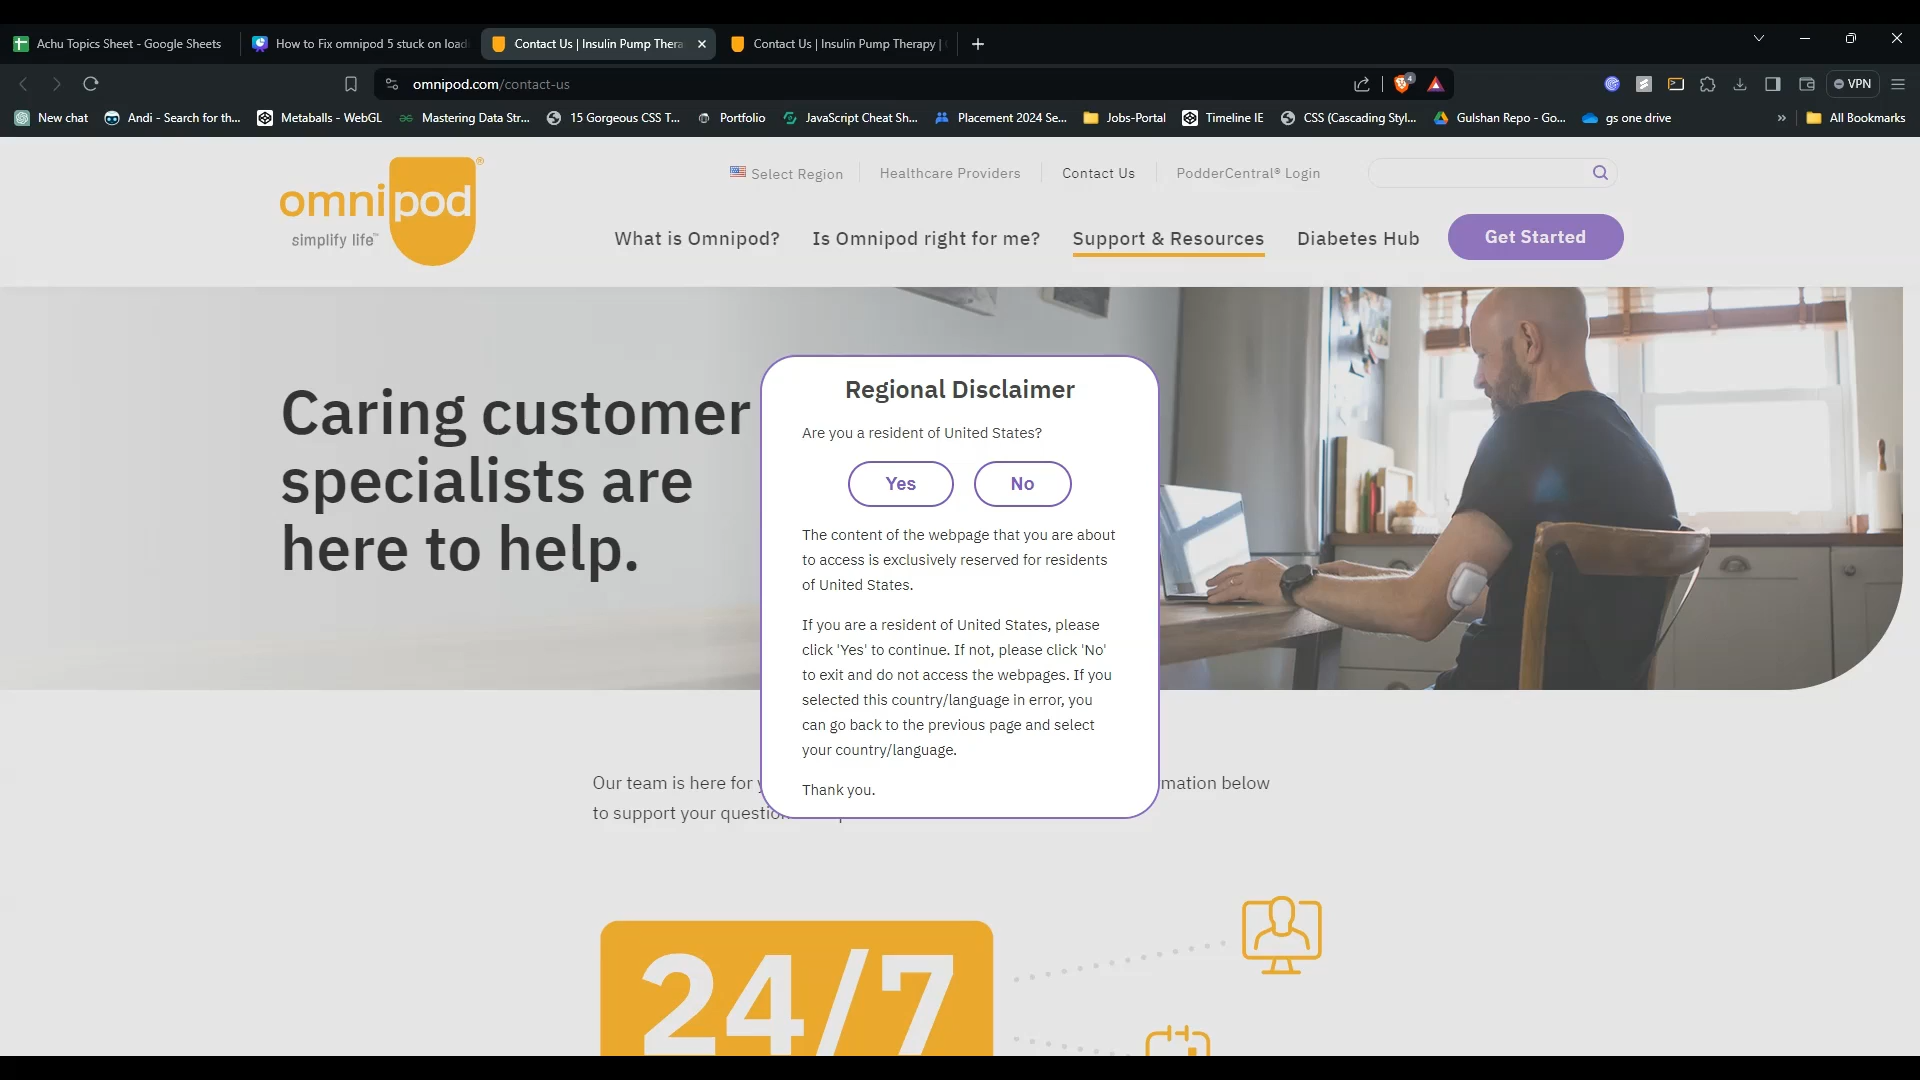 Achu Topics Sheet - Google Sheets
How to Fix omnipod 5 stuck on load
Contact Us | Insulin Pump Thera
Contact Us | Insulin Pump Therapy |
omnipod.com/contact-us
4
VPN
New chat
Andi - Search for th...
Metaballs - WebGL
Mastering Data Str...
15 Gorgeous CSS T...
Portfolio
JavaScript Cheat Sh...
Placement 2024 Se...
Jobs-Portal
Timeline IE
CSS (Cascading Styl...
Gulshan Repo - Go...
gs one drive
»
All Bookmarks
omnipod®
simplify life™
Select Region
Healthcare Providers
Contact Us
PodderCentral® Login
What is Omnipod?
Is Omnipod right for me?
Support & Resources
Diabetes Hub
Get Started
Caring customer
specialists are
here to help.
Regional Disclaimer
Are you a resident of United States?
Yes
No
The content of the webpage that you are about
to access is exclusively reserved for residents
of United States.
If you are a resident of United States, please
click 'Yes' to continue. If not, please click 'No'
to exit and do not access the webpages. If you
selected this country/language in error, you
can go back to the previous page and select
your country/language.
Thank you.
Our team is here for
mation below
to support your
24/7